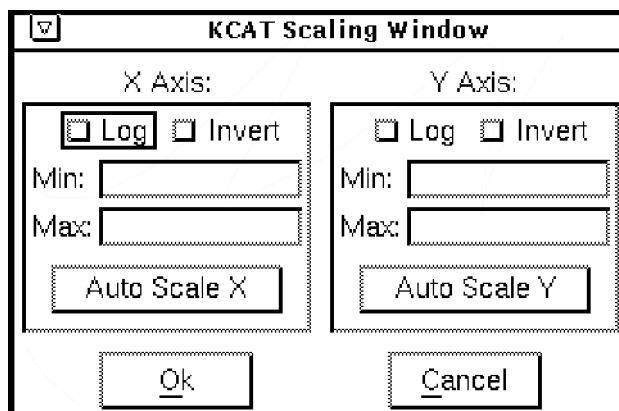 KCAT Scaling Window
X Axis:
Log Invert
Min:
Max:
Auto Scale X
Y Axis:
Log Invert
Min:
Max:
Auto Scale Y
Ok
Cancel